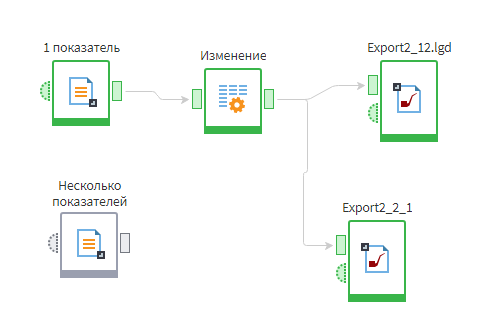 1 показатель
Изменение
Export2_12.lgd
Несколько
показателей
Export2_2_1